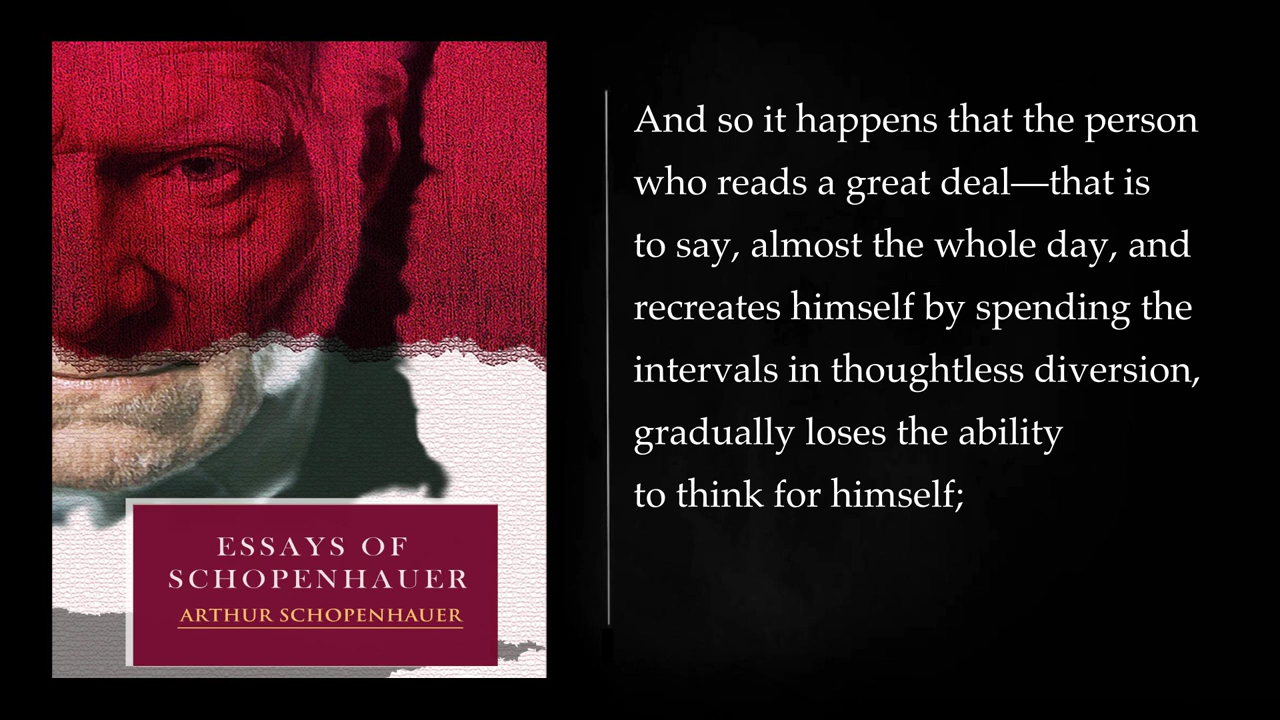 ESSAYS OF
SCHOPENHAUER
ARTHUR SCHOPENHAUER
And so it happens that the person
who reads a great deal—that is
to say, almost the whole day, and
recreates himself by spending the
intervals in thoughtless diversion,
gradually loses the ability
to think for himself;